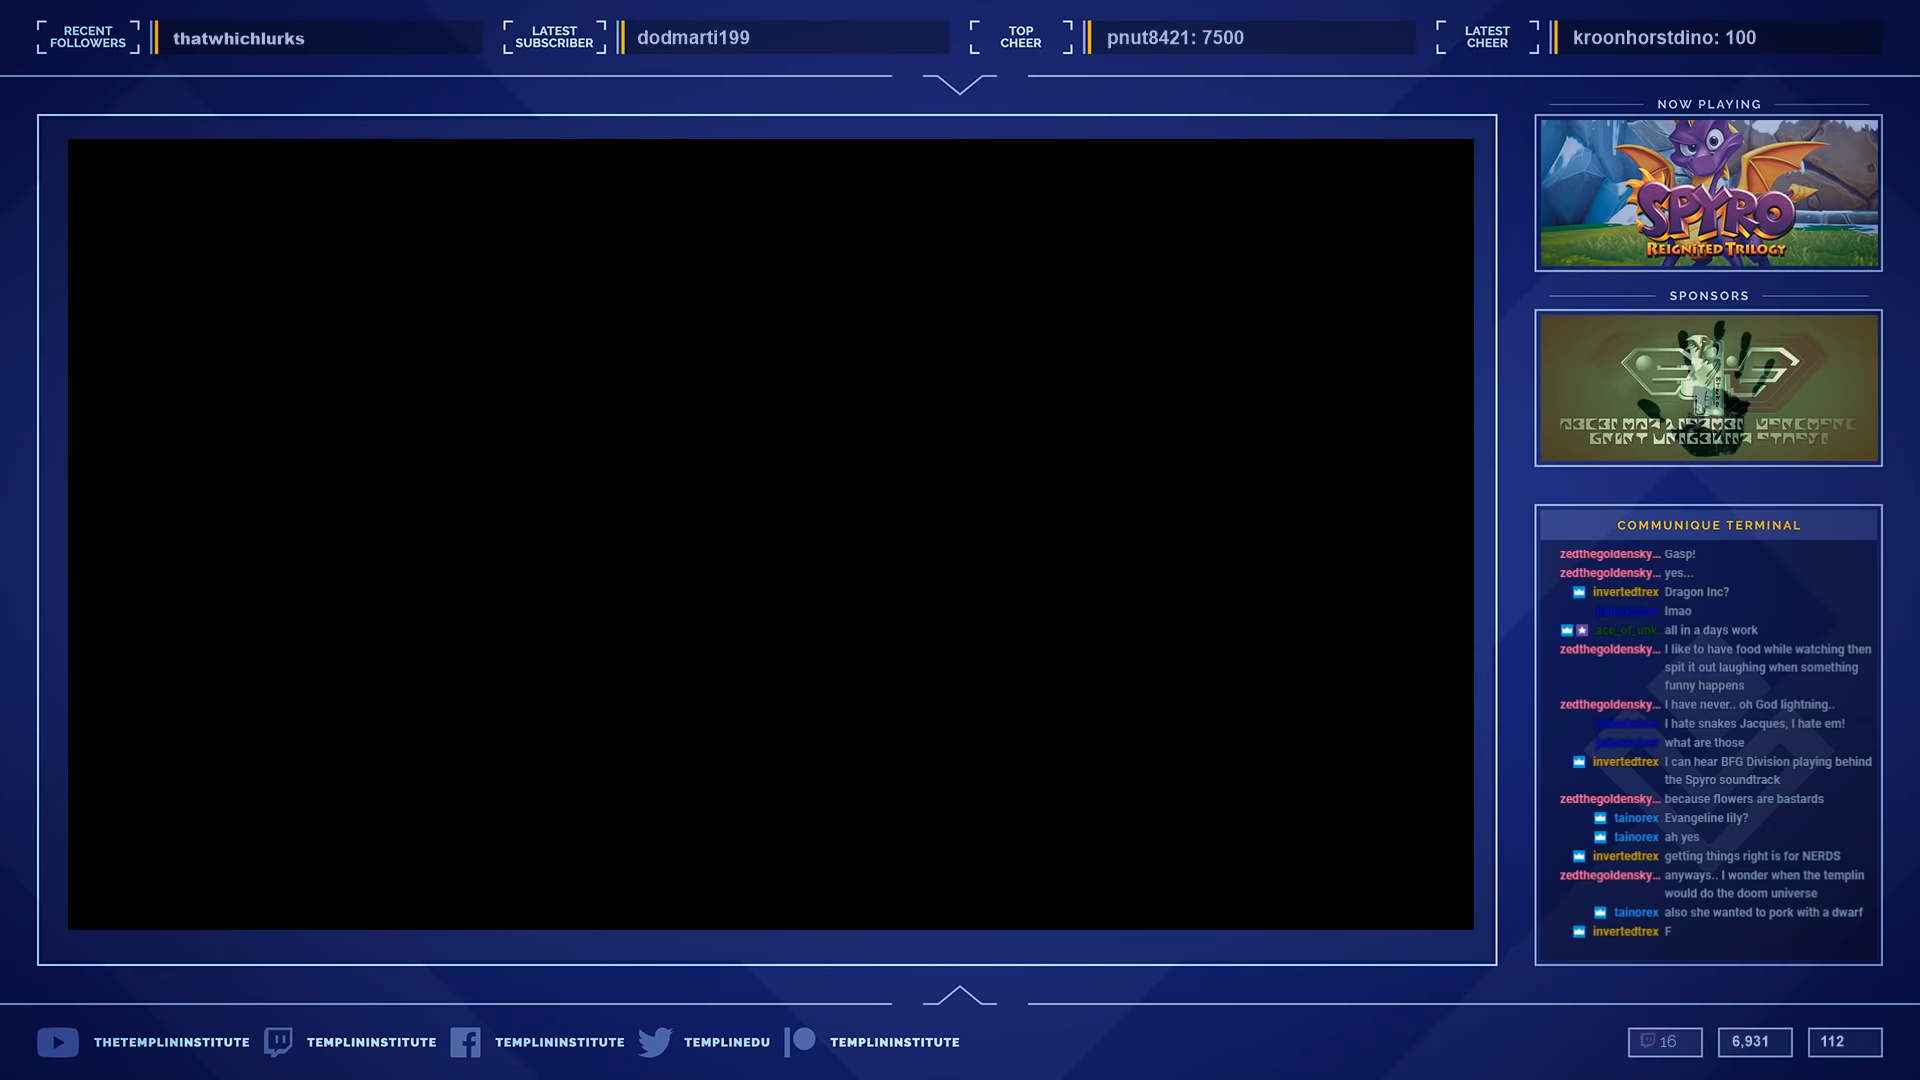 RECENT
FOLLOWERS
thatwhichlurks
LATEST
SUBSCRIBER
dodmarti199
TOP
CHEER
pnut8421: 7500
LATEST
CHEER
kroonhorstdino: 100
NOW PLAYING
SPYRO
REIGNITED TRILOGY
SPONSORS
COMMUNIQUE TERMINAL
zedthegoldensky... Gasp!
zedthegoldensky... yes...
invertedtrex Dragon Inc?
lmao
ace_of_unk... all in a days work
zedthegoldensky... I like to have food while watching then
spit it out laughing when something
funny happens
zedthegoldensky... I have never.. oh God lightning..
I hate snakes Jacques, I hate em!
what are those
invertedtrex I can hear BFG Division playing behind
the Spyro soundtrack
zedthegoldensky... because flowers are bastards
tainorex Evangeline lily?
tainorex ah yes
invertedtrex getting things right is for NERDS
zedthegoldensky... anyways.. I wonder when the templin
would do the doom universe
tainorex also she wanted to pork with a dwarf
invertedtrex F
THETEMPLININSTITUTE
TEMPLININSTITUTE
TEMPLININSTITUTE
TEMPLINEDU
TEMPLININSTITUTE
16
6,931
112